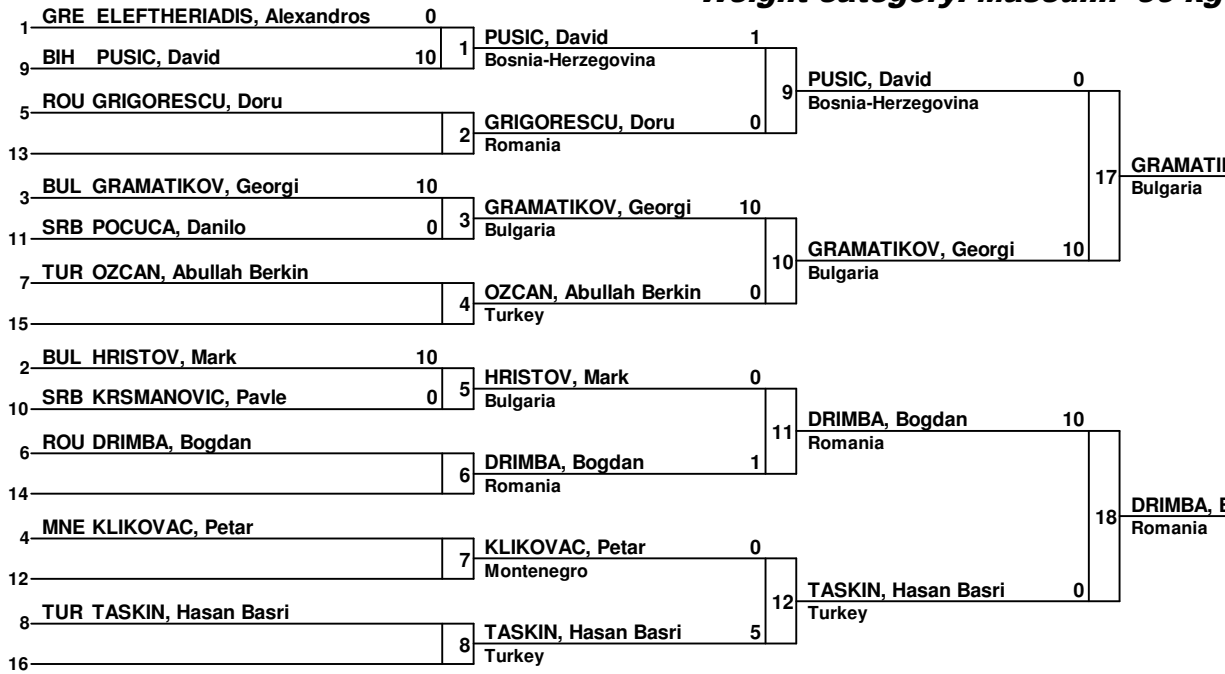 1 GRE ELEFTHERIADIS, Alexandros 0
9 BIH PUSIC, David 10
1
PUSIC, David 1
Bosnia-Herzegovina
5 ROU GRIGORESCU, Doru
13
2
GRIGORESCU, Doru 0
Romania
9
PUSIC, David 0
Bosnia-Herzegovina
3 BUL GRAMATIKOV, Georgi 10
11 SRB POCUCA, Danilo 0
3
GRAMATIKOV, Georgi 10
Bulgaria
7 TUR OZCAN, Abullah Berkin
15
4
OZCAN, Abullah Berkin 0
Turkey
10
GRAMATIKOV, Georgi 10
Bulgaria
17
Bulgaria
2 BUL HRISTOV, Mark 10
10 SRB KRSMANOVIC, Pavle 0
5
HRISTOV, Mark 0
Bulgaria
6 ROU DRIMBA, Bogdan
14
6
DRIMBA, Bogdan 1
Romania
11
DRIMBA, Bogdan 10
Romania
4 MNE KLIKOVAC, Petar
12
7
KLIKOVAC, Petar 0
Montenegro
8 TUR TASKIN, Hasan Basri
16
8
TASKIN, Hasan Basri 5
Turkey
12
TASKIN, Hasan Basri 0
Turkey
18
DRIMBA,
Romania